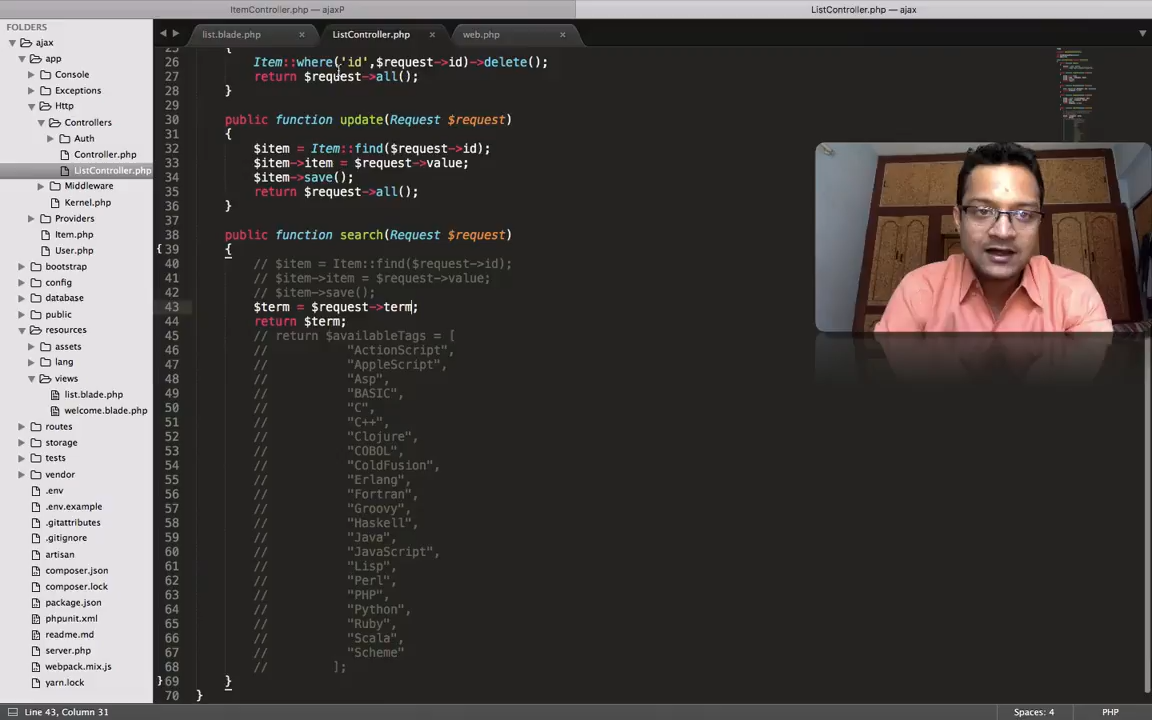 ItemController.php — ajaxP
ListController.php — ajax
FOLDERS
ajax
app
Console
Exceptions
Http
Controllers
Auth
Controller.php
ListController.php
Middleware
Kernel.php
Providers
Item.php
User.php
bootstrap
config
database
public
resources
assets
lang
views
list.blade.php
welcome.blade.php
routes
storage
tests
vendor
.env
.env.example
.gitattributes
.gitignore
artisan
composer.json
composer.lock
package.json
phpunit.xml
readme.md
server.php
webpack.mix.js
yarn.lock
list.blade.php
ListController.php
web.php
25 {
26 Item::where('id',$request->id)->delete();
27 return $request->all();
28 }
29
30 public function update(Request $request)
31 {
32 $item = Item::find($request->id);
33 $item->item = $request->value;
34 $item->save();
35 return $request->all();
36 }
37
38 public function search(Request $request)
{39 {
40 // $item = Item::find($request->id);
41 // $item->item = $request->value;
42 // $item->save();
43 $term = $request->term;
44 return $term;
45 // return $availableTags = [
46 // "ActionScript",
47 // "AppleScript",
48 // "Asp",
49 // "BASIC",
50 // "C",
51 // "C++",
52 // "Clojure",
53 // "COBOL",
54 // "ColdFusion",
55 // "Erlang",
56 // "Fortran",
57 // "Groovy",
58 // "Haskell",
59 // "Java",
60 // "JavaScript",
61 // "Lisp",
62 // "Perl",
63 // "PHP",
64 // "Python",
65 // "Ruby",
66 // "Scala",
67 // "Scheme"
68 // ];
}69 }
70 }
Line 43, Column 31
Spaces: 4
PHP